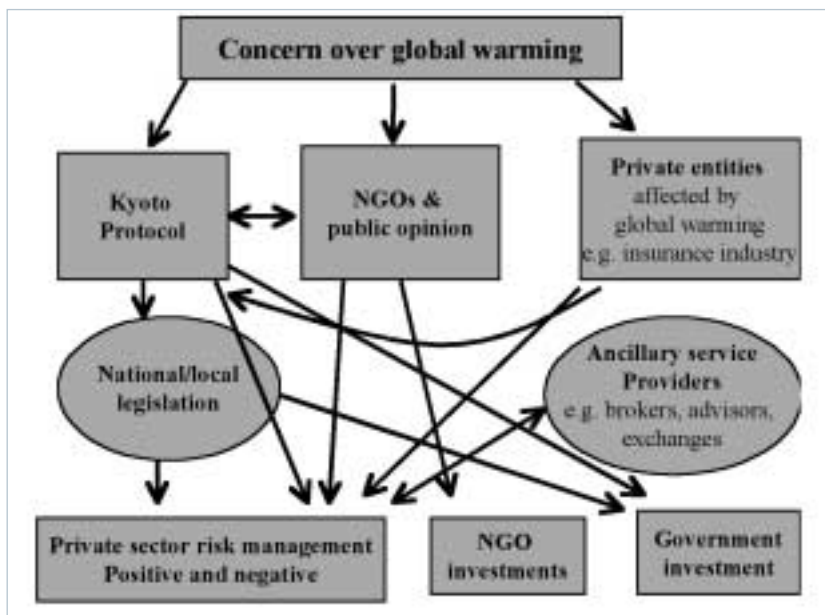 Concern over global warming
Kyoto
Protocol
NGOs &
public opinion
Private entities
affected by
global warming
e.g. insurance industry
National/local
legislation
Ancillary service
Providers
e.g. brokers, advisors,
exchanges
Private sector risk management
Positive and negative
NGO
investments
Government
investment